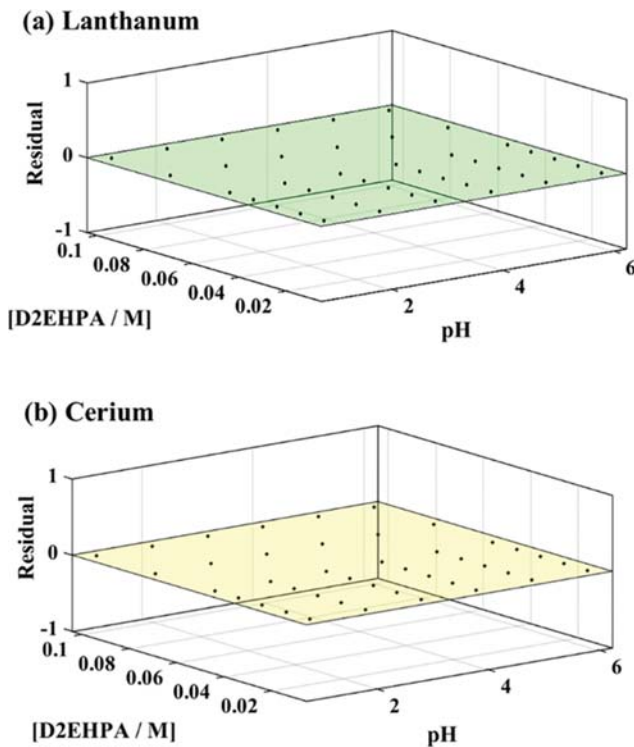 (a) Lanthanum
1
0
-1
Residual
0.1
0.08
0.06
0.04
0.02
2
4
6
[D2EHPA / M]
pH
(b) Cerium
1
0
-1
Residual
0.1
0.08
0.06
0.04
0.02
2
4
6
[D2EHPA / M]
pH